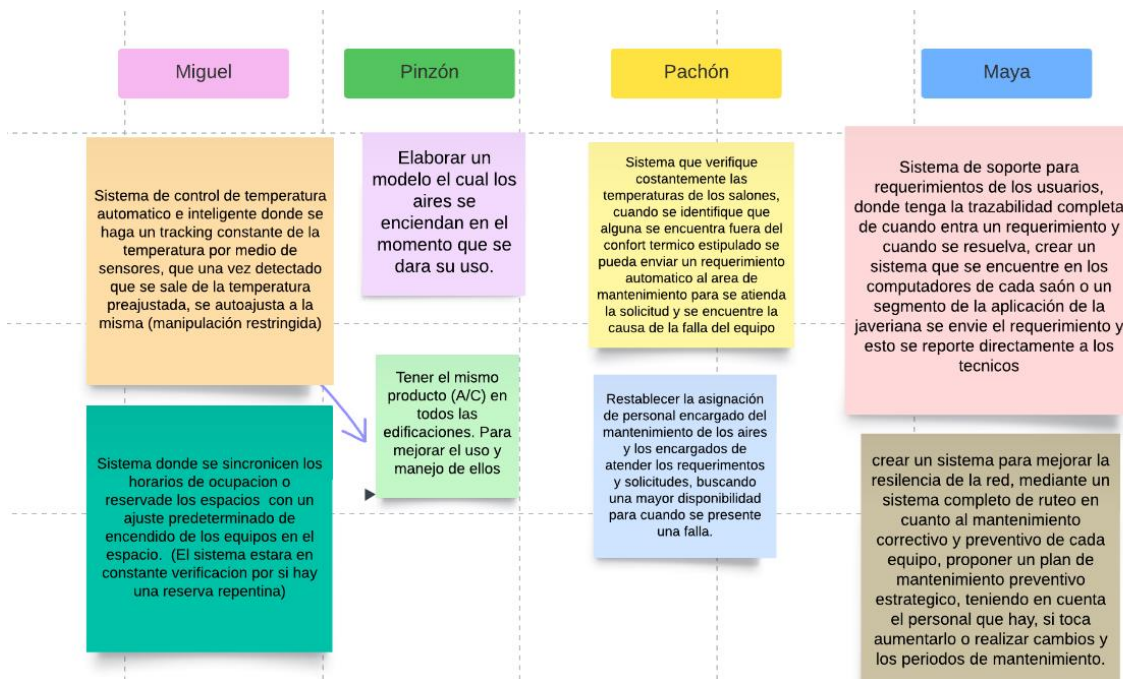 Miguel
Pinzón
Pachón
Maya
Sistema de control de temperatura
automatico e inteligente donde se
haga un tracking constante de la
temperatura por medio de
sensores, que una vez detectado
que se sale de la temperatura
preajustada, se autoajusta a la
misma (manipulación restringida)
Sistema donde se sincronicen los
horarios de ocupacion o
reservade los espacios con un
ajuste predeterminado de
encendido de los equipos en el
espacio. (El sistema estara en
constante verificacion por si hay
una reserva repentina)
Elaborar un
modelo el cual los
aires se
enciendan en el
momento que se
dara su uso.
Tener el mismo
producto (A/C) en
todos las
edificaciones. Para
mejorar el uso y
manejo de ellos
Sistema que verifique
costantemente las
temperaturas de los salones,
cuando se identifique que
alguna se encuentra fuera del
confort termico estipulado se
pueda enviar un requerimiento
automatico al area de
mantenimiento para se atienda
la solicitud y se encuentre la
causa de la falla del equipo
Restablecer la asignación
de personal encargado del
mantenimiento de los aires
y los encargados de
atender los requerimentos
y solicitudes, buscando
una mayor disponibilidad
para cuando se presente
una falla.
Sistema de soporte para
requerimientos de los usuarios,
donde tenga la trazabilidad completa
de cuando entra un requerimiento y
cuando se resuelva, crear un
sistema que se encuentre en los
computadores de cada saón o un
segmento de la aplicación de la
javeriana se envie el requerimiento y
esto se reporte directamente a los
tecnicos
crear un sistema para mejorar la
resilencia de la red, mediante un
sistema completo de ruteo en
cuanto al mantenimiento
correctivo y preventivo de cada
equipo, proponer un plan de
mantenimiento preventivo
estrategico, teniendo en cuenta
el personal que hay, si toca
aumentarlo o realizar cambios y
los periodos de mantenimiento.